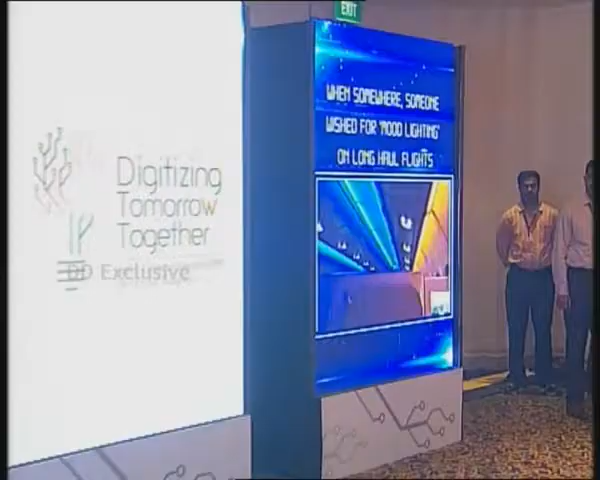 EXIT
WHEN SOMEWHERE, SOMEONE
WISHED FOR 'MOOD LIGHTING'
ON LONG HAUL FLIGHTS
Digitizing
Tomorrow
Together
DD Exclusive